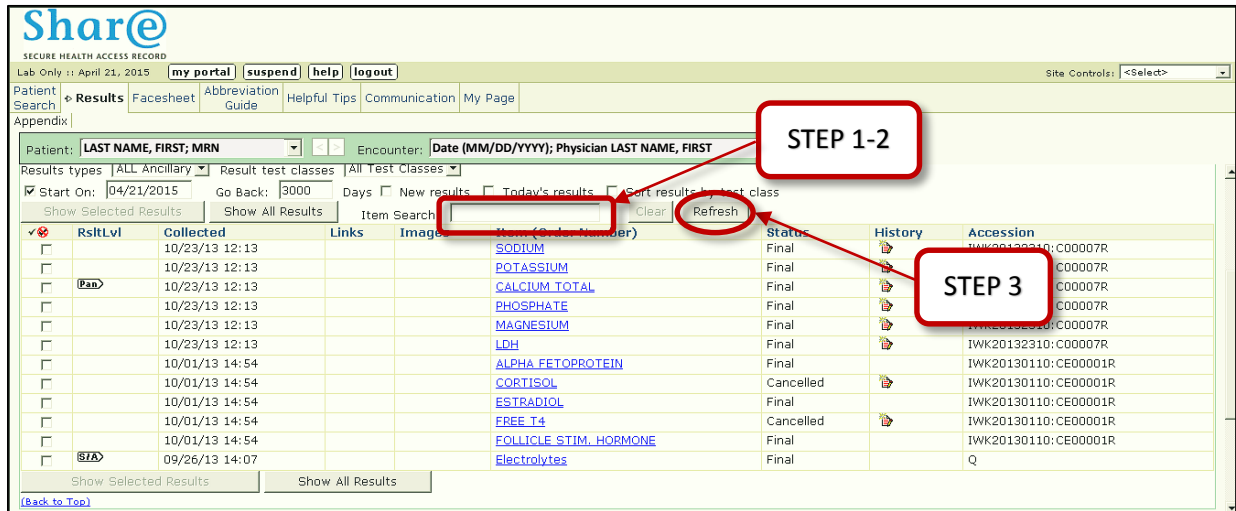 Shar@
SECURE HEALTH ACCESS RECORD
Lab Only :: April 21, 2015 my portal suspend help logout Site Controls: <Select>
Patient Search Results Facesheet Abbreviation Guide Helpful Tips Communication My Page
Appendix
Patient: LAST NAME, FIRST; MRN < > Encounter: Date (MM/DD/YYYY); Physician LAST NAME, FIRST
STEP 1-2
Results types ALL Ancillary Result test classes All Test Classes
Start On: 04/21/2015 Go Back: 3000 Days New results Today's results Sort results by test class
Show Selected Results Show All Results Item Search Clear Refresh
RsltLvl Collected Links Images Item (Order Number) Status History Accession
10/23/13 12:13 SODIUM Final IWK20132310:C00007R
10/23/13 12:13 POTASSIUM Final C00007R
Pan 10/23/13 12:13 CALCIUM TOTAL Final C00007R
STEP 3
10/23/13 12:13 PHOSPHATE Final C00007R
10/23/13 12:13 MAGNESIUM Final IWK20132310:C00007R
10/23/13 12:13 LDH Final IWK20132310:C00007R
10/01/13 14:54 ALPHA FETOPROTEIN Final IWK20130110:CE00001R
10/01/13 14:54 CORTISOL Cancelled IWK20130110:CE00001R
10/01/13 14:54 ESTRADIOL Final IWK20130110:CE00001R
10/01/13 14:54 FREE T4 Cancelled IWK20130110:CE00001R
10/01/13 14:54 FOLLICLE STIM. HORMONE Final IWK20130110:CE00001R
S/A 09/26/13 14:07 Electrolytes Final Q
Show Selected Results Show All Results
(Back to Top)